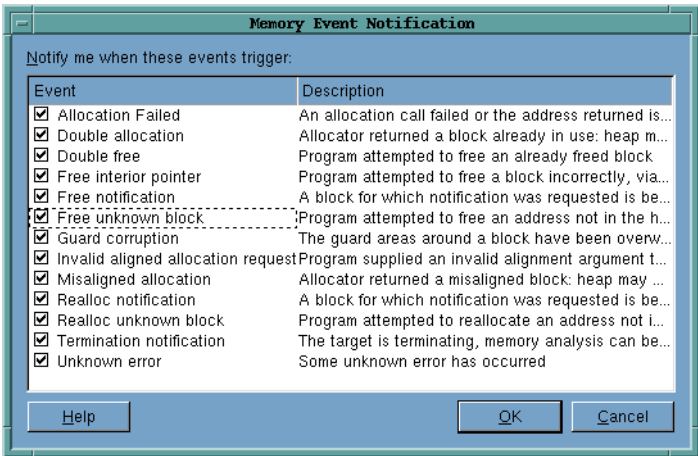 Memory Event Notification
Notify me when these events trigger:
Event Description
Allocation Failed An allocation call failed or the address returned is...
Double allocation Allocator returned a block already in use: heap m...
Double free Program attempted to free an already freed block
Free interior pointer Program attempted to free a block incorrectly, via...
Free notification A block for which notification was requested is be...
Free unknown block Program attempted to free an address not in the h...
Guard corruption The guard areas around a block have been overw...
Invalid aligned allocation request Program supplied an invalid alignment argument t...
Misaligned allocation Allocator returned a misaligned block: heap may ...
Realloc notification A block for which notification was requested is be...
Realloc unknown block Program attempted to reallocate an address not i...
Termination notification The target is terminating, memory analysis can be...
Unknown error Some unknown error has occurred
Help OK Cancel